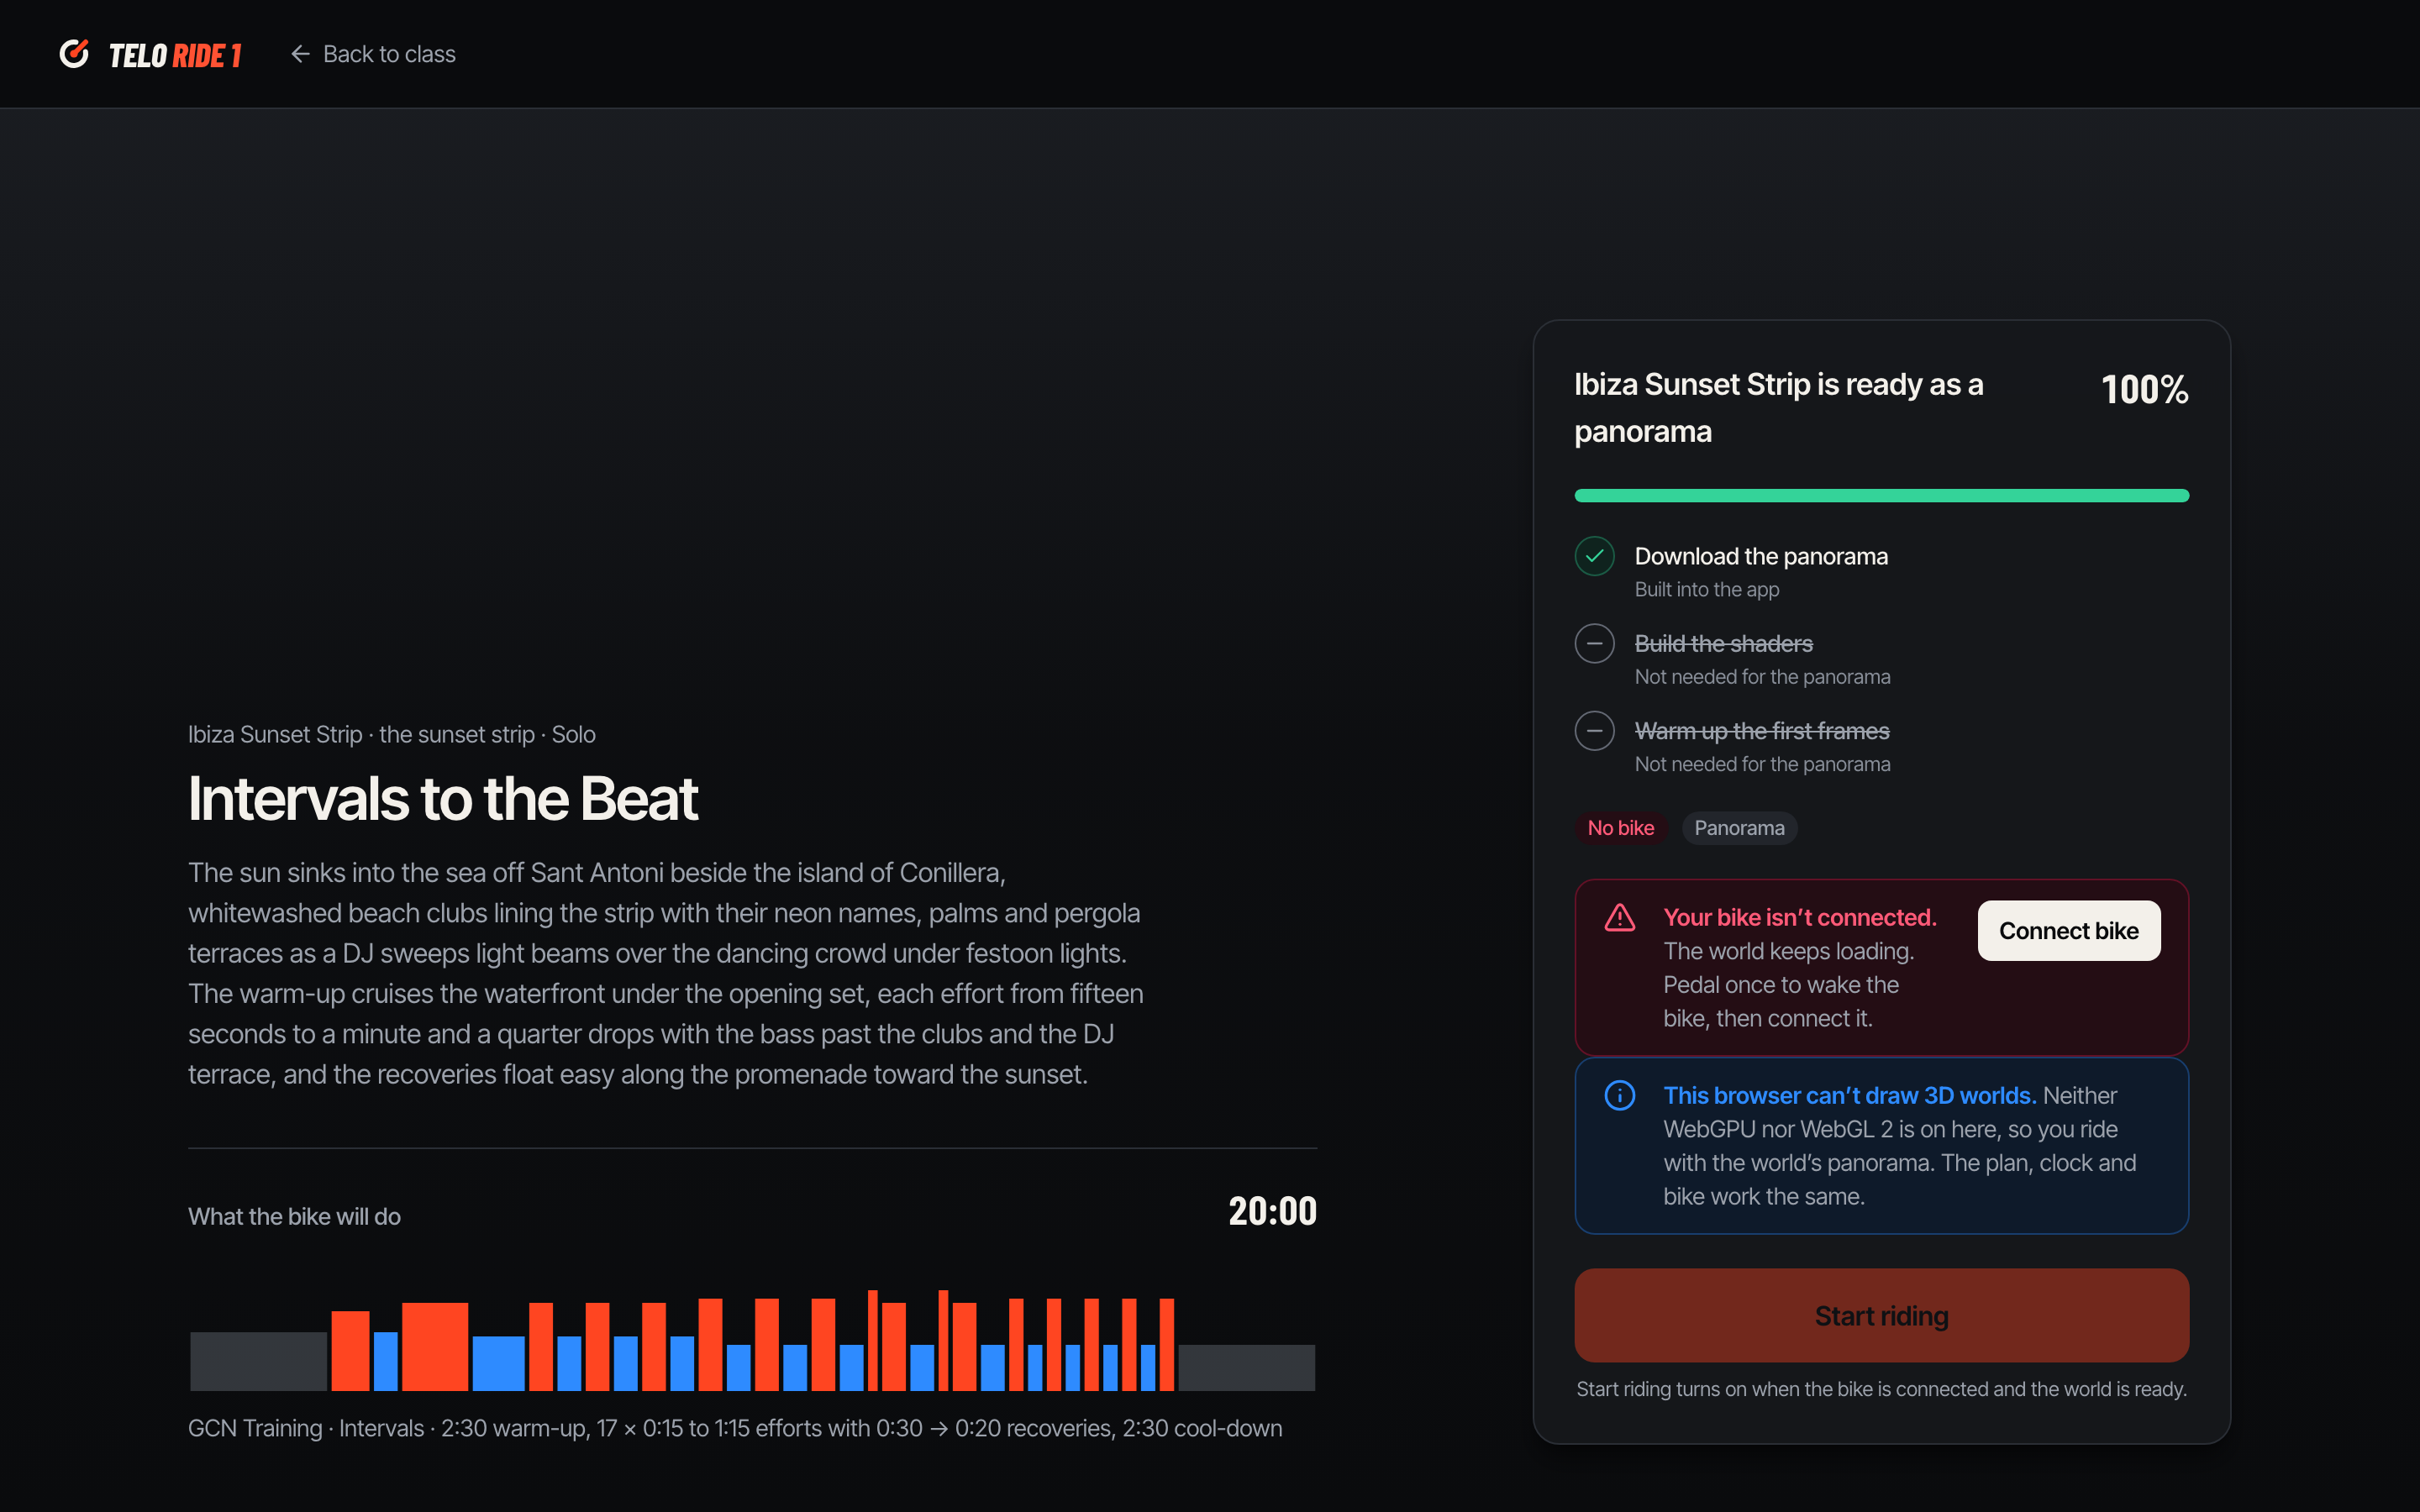 TELO RIDE 1
← Back to class
Ibiza Sunset Strip · the sunset strip · Solo
Intervals to the Beat
The sun sinks into the sea off Sant Antoni beside the island of Conillera,
whitewashed beach clubs lining the strip with their neon names, palms and pergola
terraces as a DJ sweeps light beams over the dancing crowd under festoon lights.
The warm-up cruises the waterfront under the opening set, each effort from fifteen
seconds to a minute and a quarter drops with the bass past the clubs and the DJ
terrace, and the recoveries float easy along the promenade toward the sunset.
What the bike will do
20:00
GCN Training · Intervals · 2:30 warm-up, 17 × 0:15 to 1:15 efforts with 0:30 → 0:20 recoveries, 2:30 cool-down
Ibiza Sunset Strip is ready as a
panorama
100%
Download the panorama
Built into the app
Build the shaders
Not needed for the panorama
Warm up the first frames
Not needed for the panorama
No bike
Panorama
Your bike isn’t connected.
The world keeps loading.
Pedal once to wake the
bike, then connect it.
Connect bike
This browser can’t draw 3D worlds. Neither
WebGPU nor WebGL 2 is on here, so you ride
with the world’s panorama. The plan, clock and
bike work the same.
Start riding
Start riding turns on when the bike is connected and the world is ready.